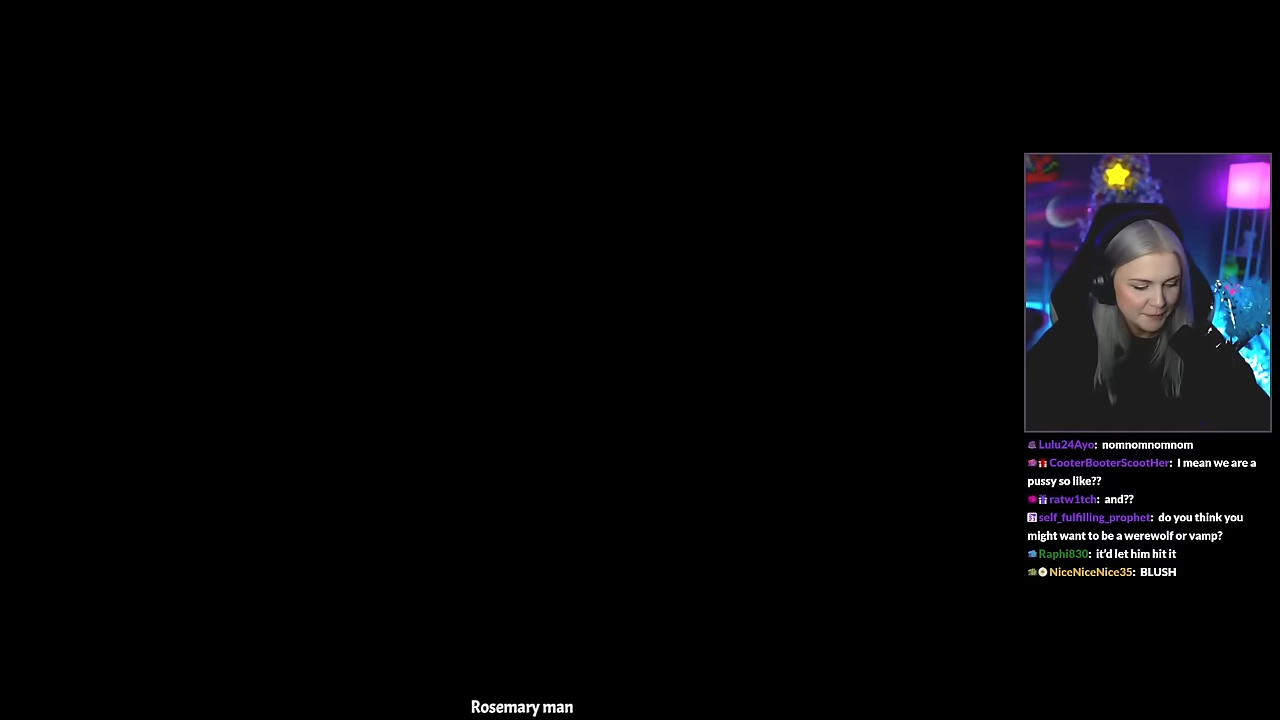 Lulu24Ayo: nomnomnomnom
CooterBooterScootHer: I mean we are a
pussy so like??
ratw1tch: and??
self_fulfilling_prophet: do you think you
might want to be a werewolf or vamp?
Raphi830: it'd let him hit it
NiceNiceNice35: BLUSH
Rosemary man